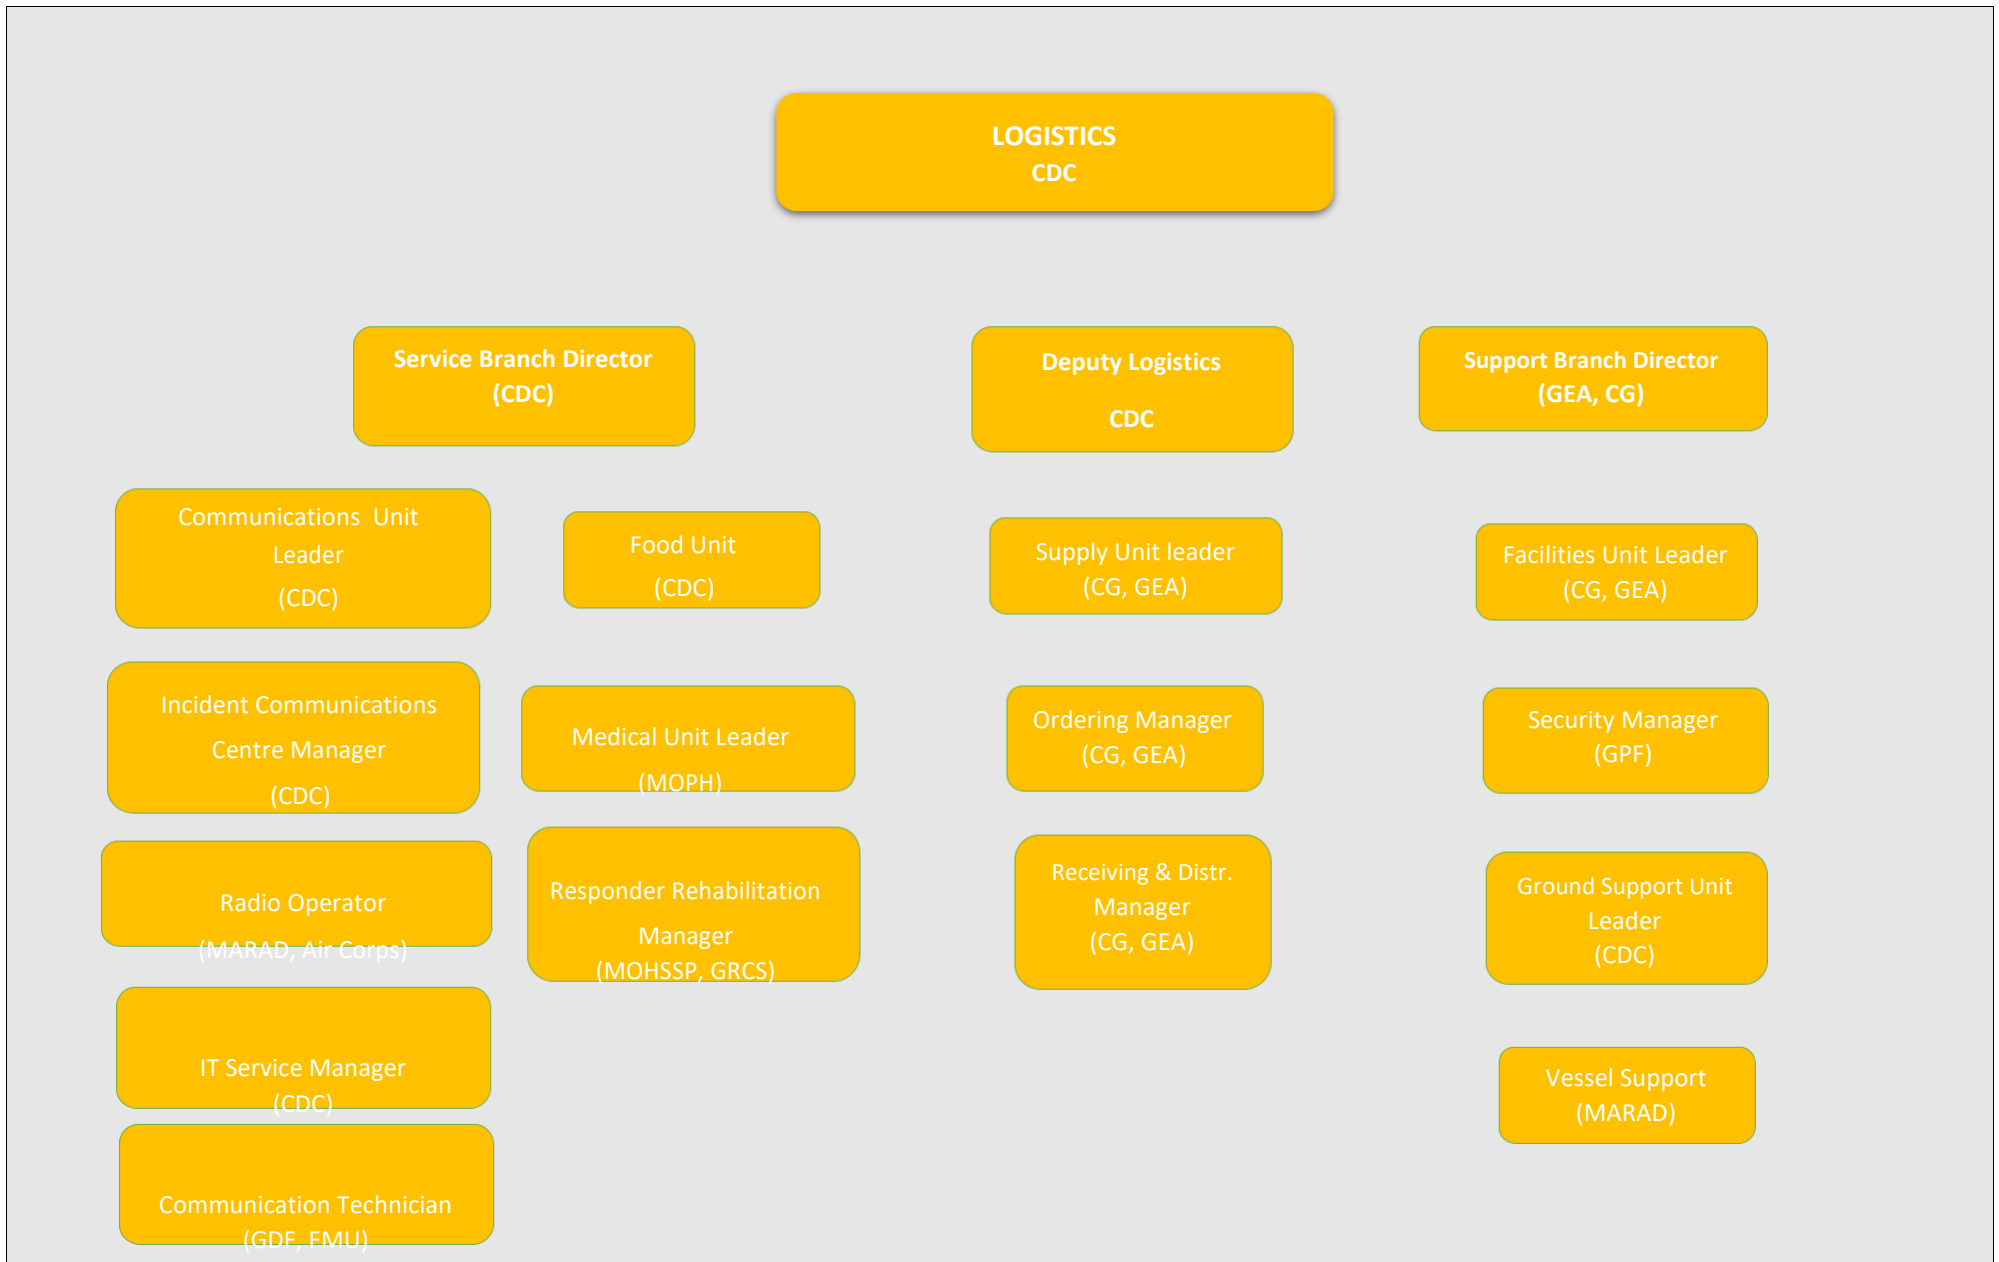 LOGISTICS
CDC
Service Branch Director
(CDC)
Deputy Logistics
CDC
Support Branch Director
(GEA, CG)
Communications  Unit
Leader
(CDC)
Food Unit
(CDC)
Supply Unit leader
(CG, GEA)
Facilities Unit Leader
(CG, GEA)
Incident Communications
Centre Manager
(CDC)
Medical Unit Leader
(MOPH)
Ordering Manager
(CG, GEA)
Security Manager
(GPF)
Radio Operator
(MARAD, Air Corps)
Responder Rehabilitation
Manager
(MOHSSP, GRCS)
Receiving & Distr.
Manager
(CG, GEA)
Ground Support Unit
Leader
(CDC)
IT Service Manager
(CDC)
Vessel Support
(MARAD)
Communication Technician
(GDF, FMU)